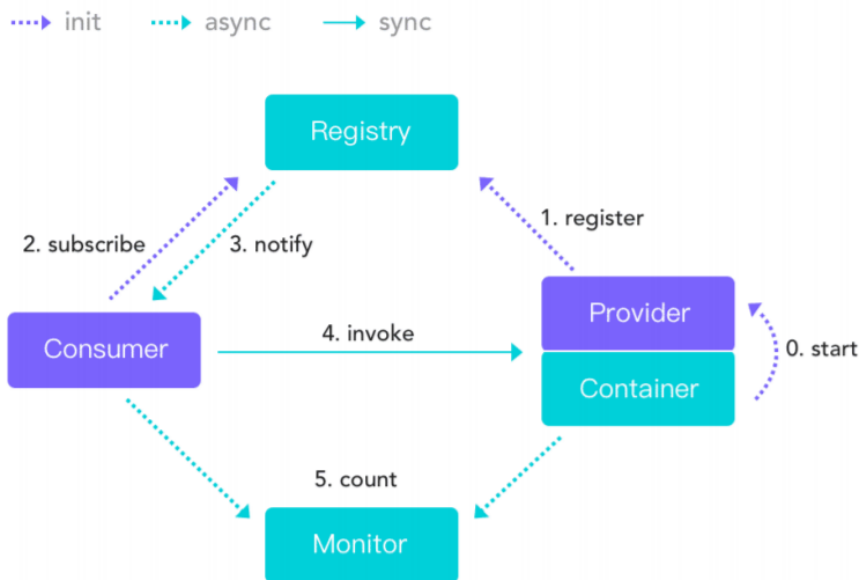 init async sync
Registry
1. register
2. subscribe 3. notify
Provider
4. invoke
Consumer
0. start
Container
5. count
Monitor